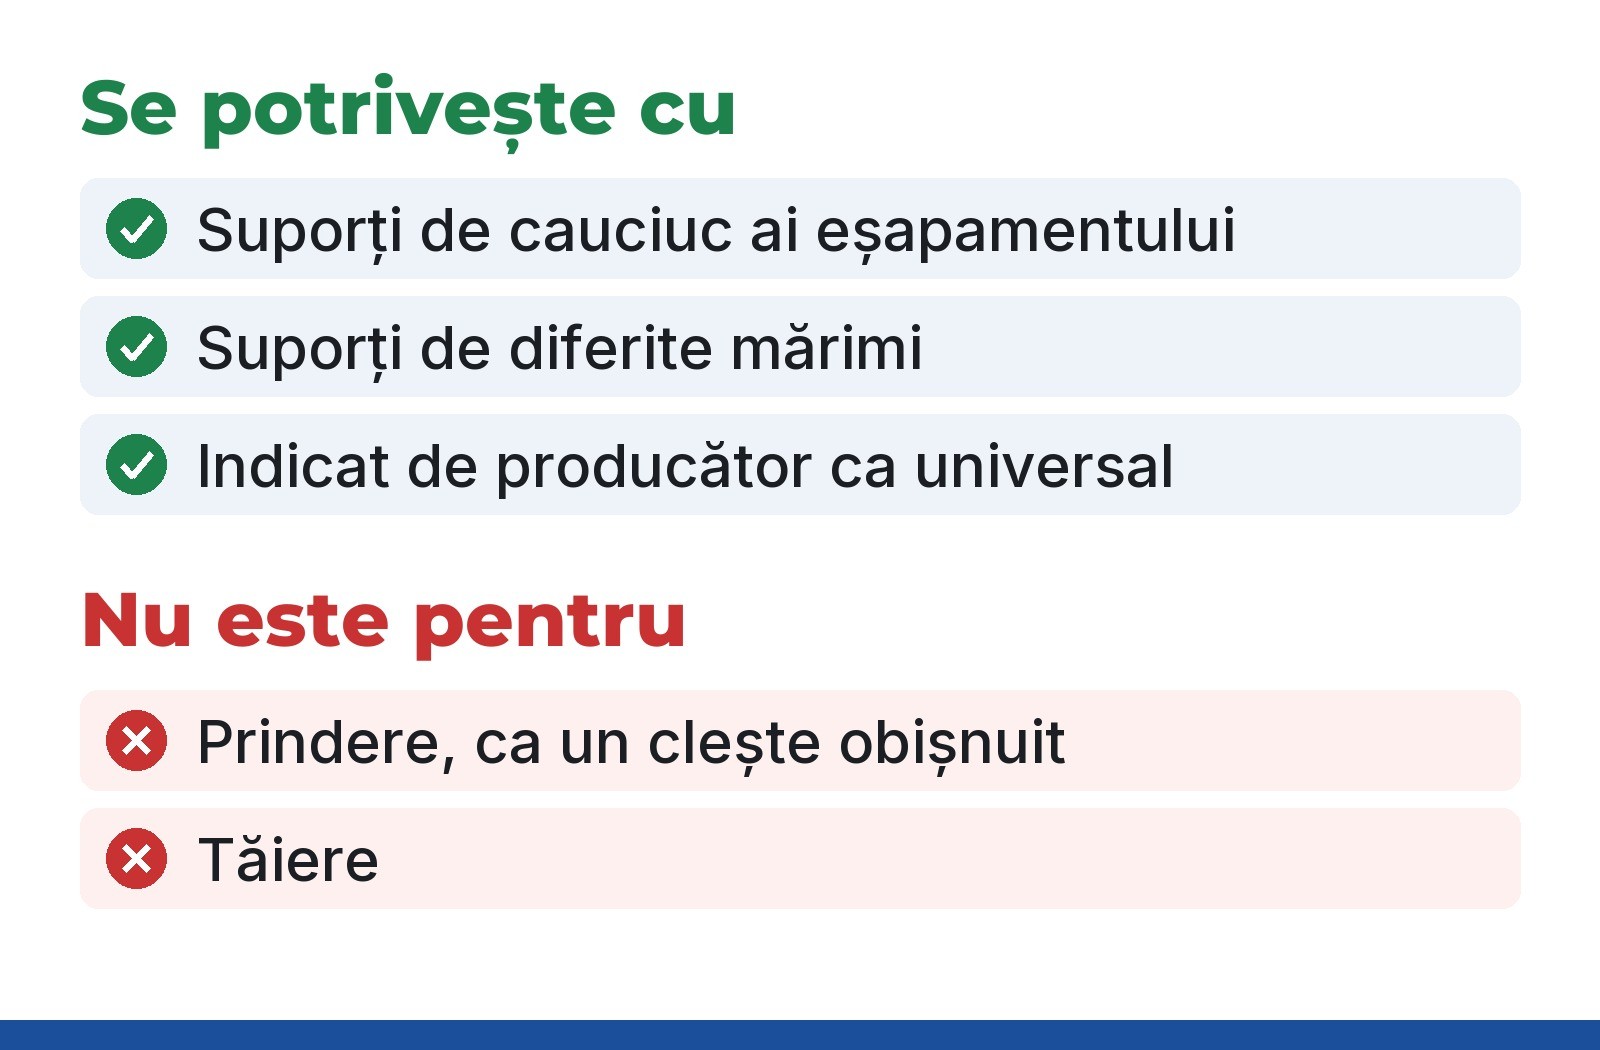 Se potrivește cu
Suporți de cauciuc ai eșapamentului
Suporți de diferite mărimi
Indicat de producător ca universal
Nu este pentru
Prindere, ca un clește obișnuit
Tăiere